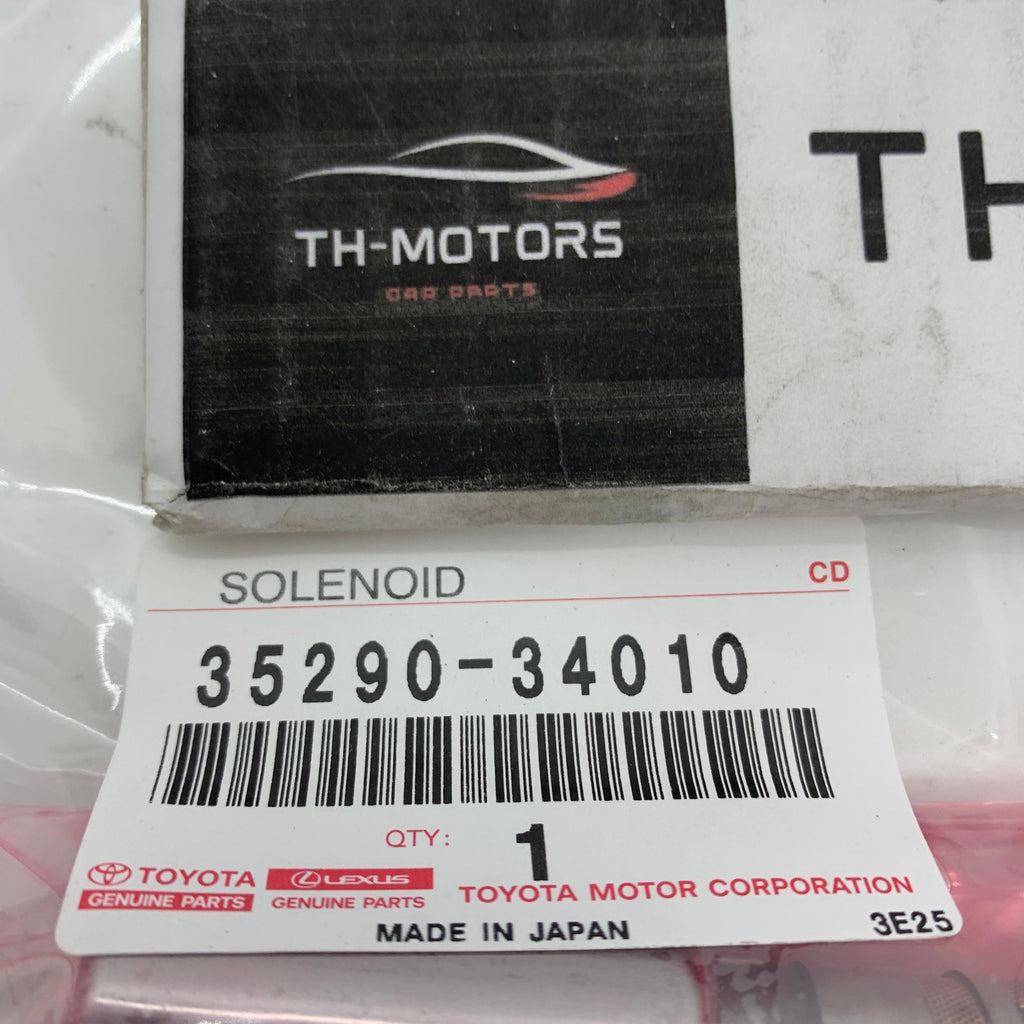 TH-MOTORS
CAR PARTS
TH
SOLENOID
CD
35290-34010
QTY: 1
TOYOTA
GENUINE PARTS
LEXUS
GENUINE PARTS
TOYOTA MOTOR CORPORATION
MADE IN JAPAN
3E25